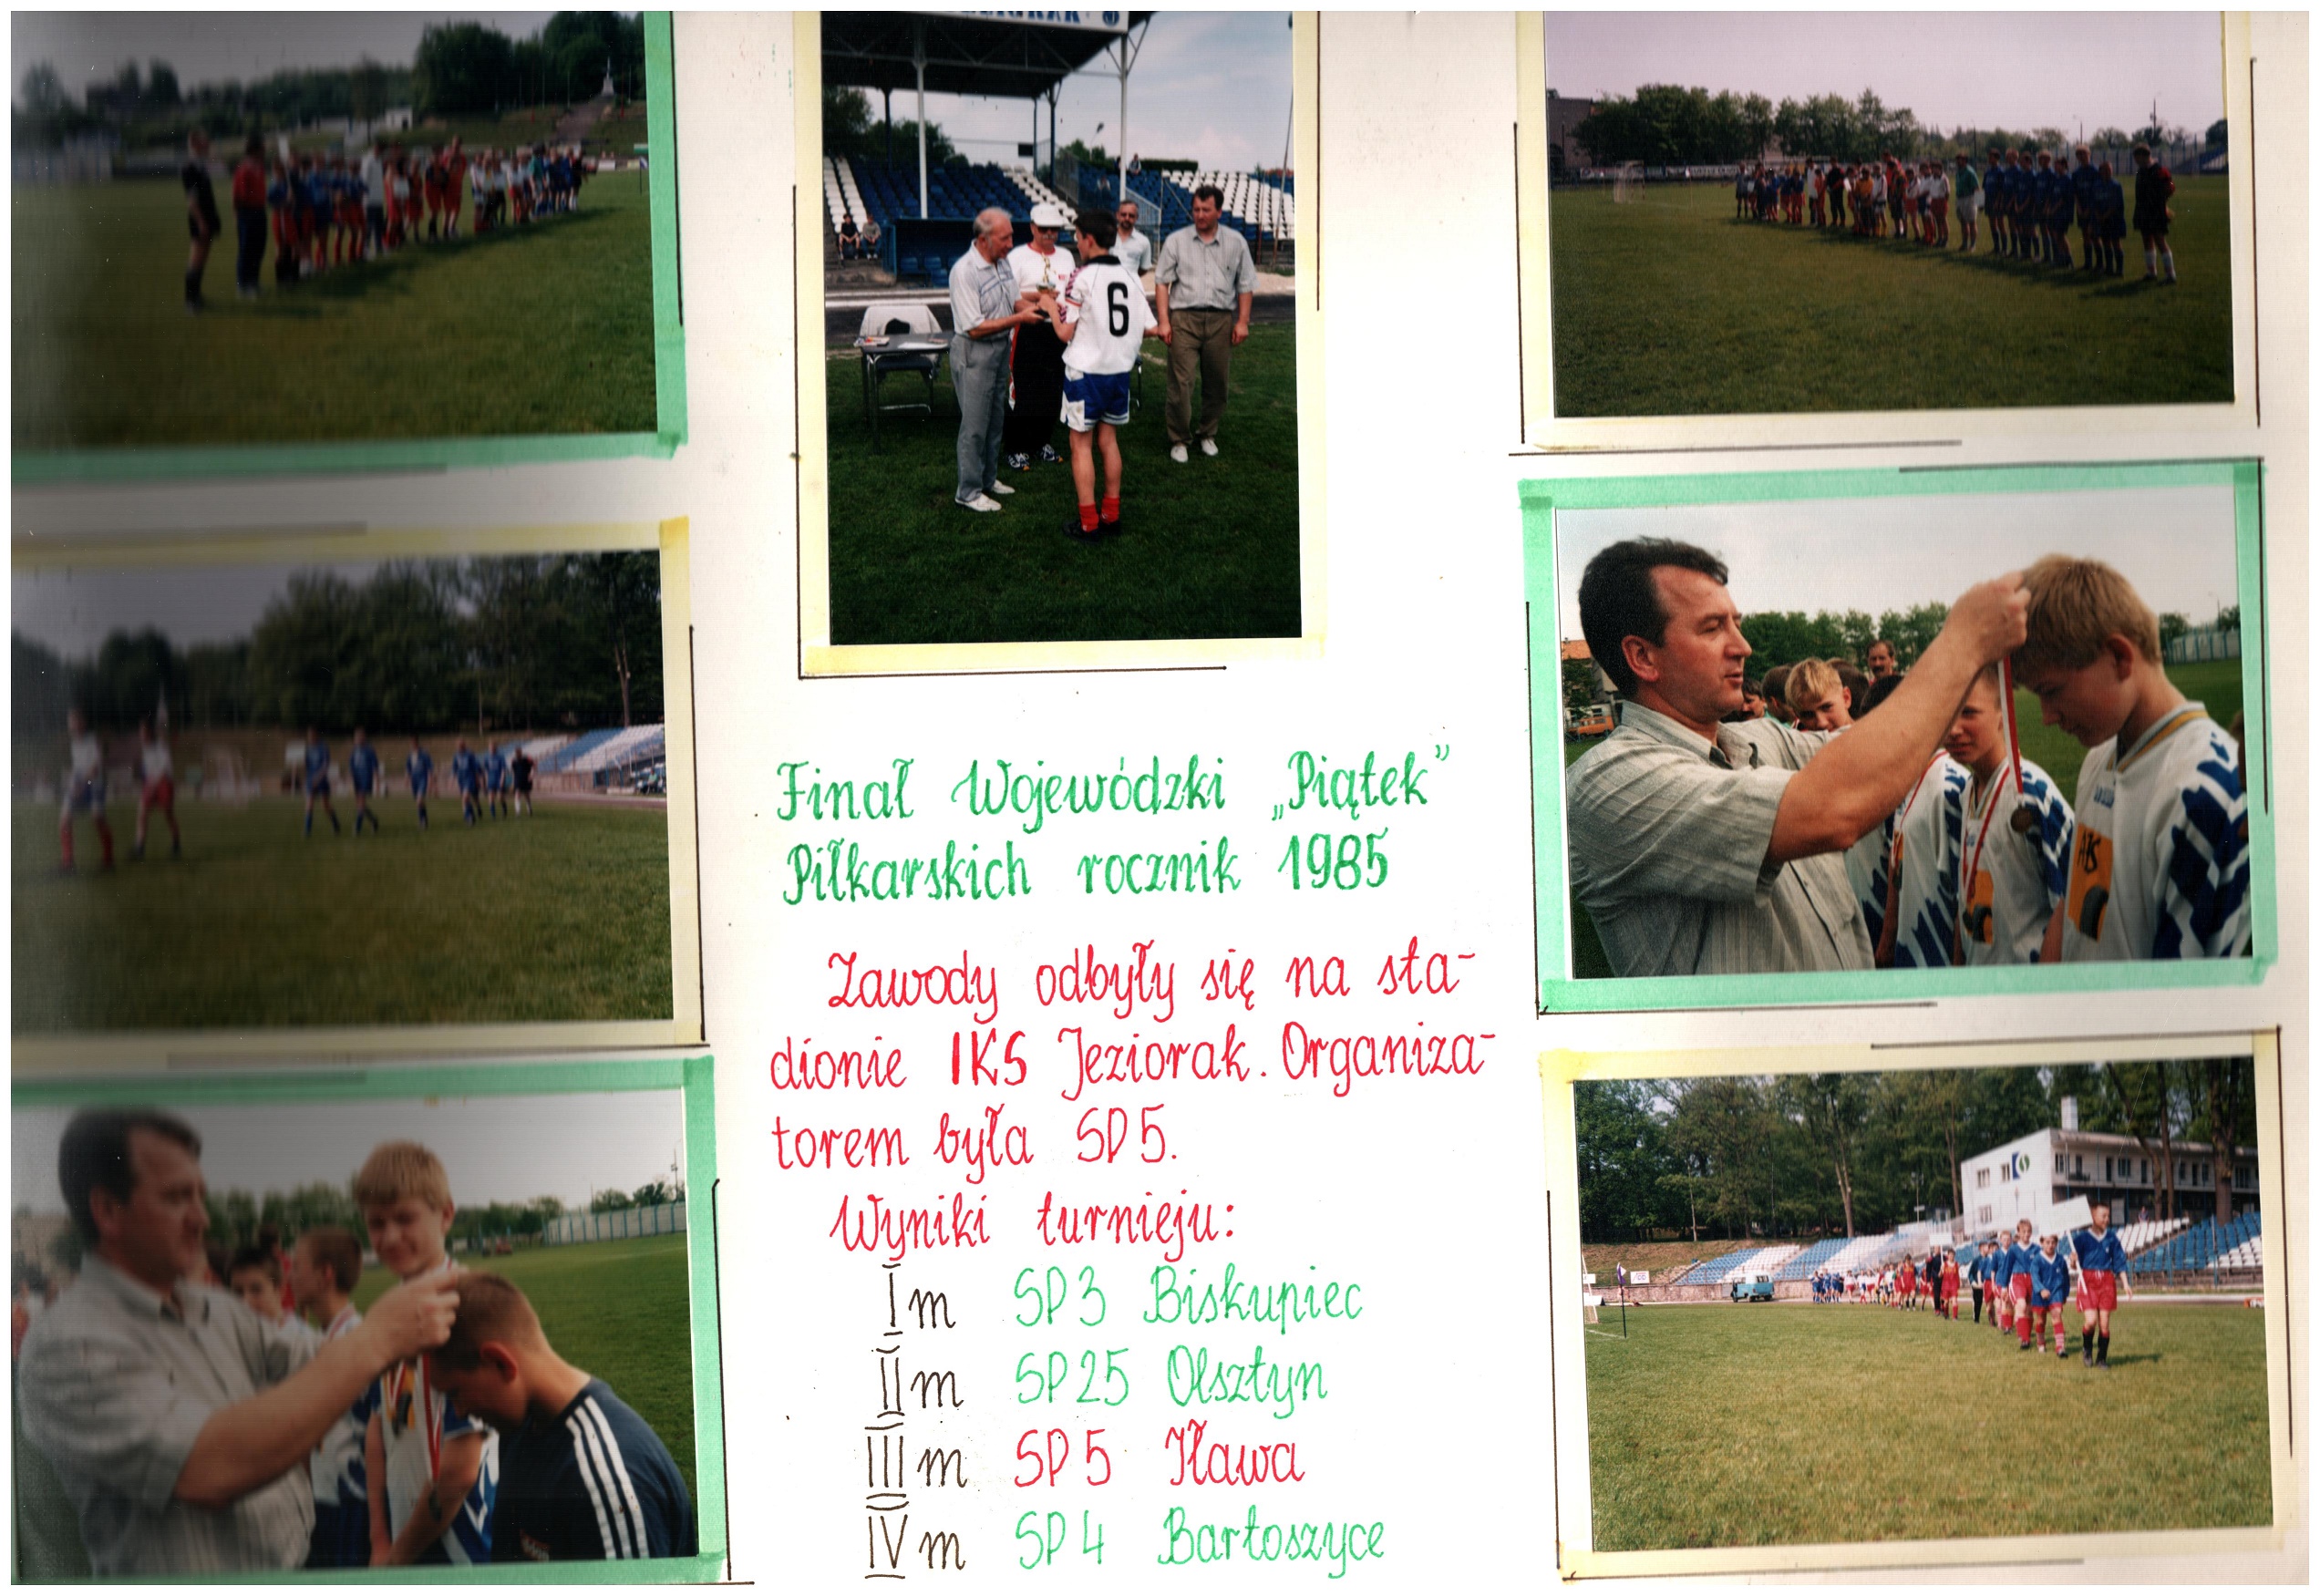 6
Finał Wojewódzki „Piątek”
Piłkarskich rocznik 1985
Zawody odbyły się na sta-
dionie IKS Jeziorak. Organiza-
torem była SP 5.
Wyniki turnieju:
I m SP 3 Biskupiec
II m SP 25 Olsztyn
III m SP 5 Iława
IV m SP 4 Bartoszyce